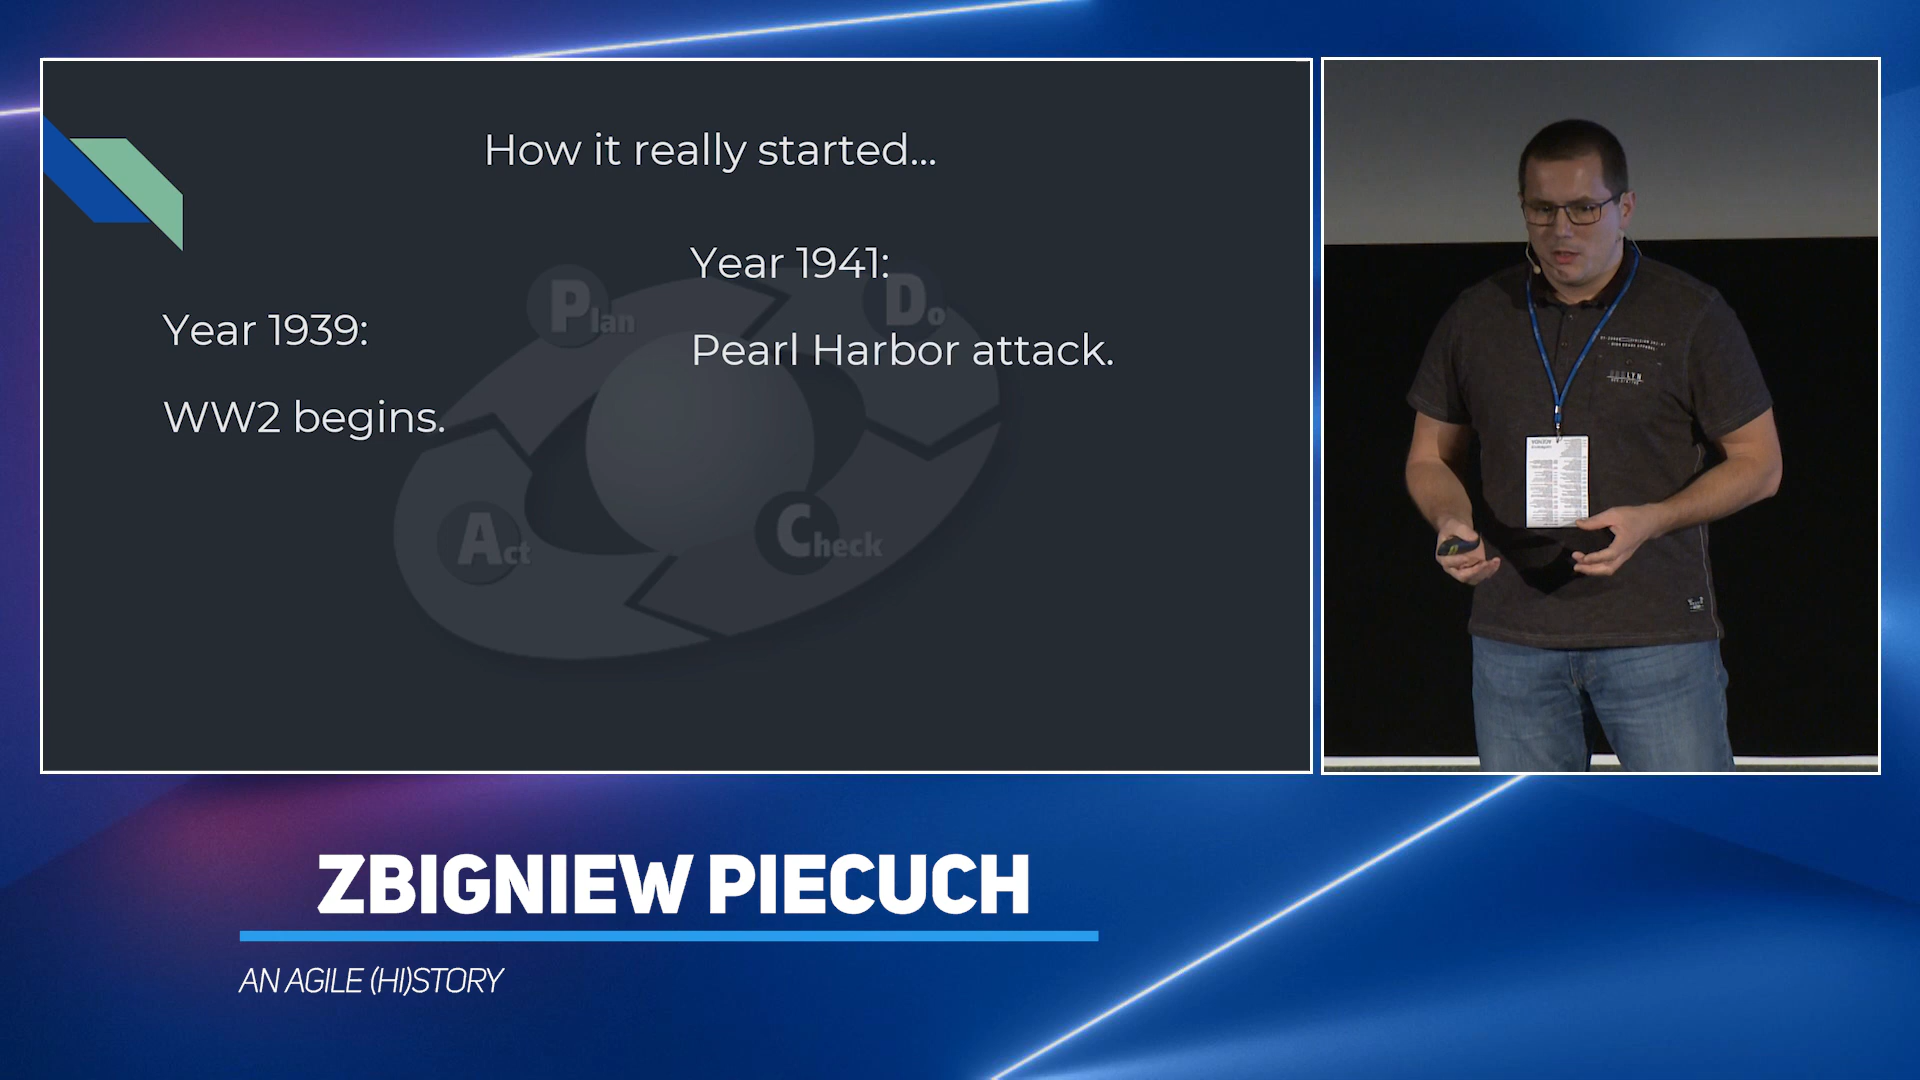 How it really started...
Year 1939:
WW2 begins.
Year 1941:
Pearl Harbor attack.
Plan
Do
Check
Act
ZBIGNIEW PIECUCH
AN AGILE (HI)STORY